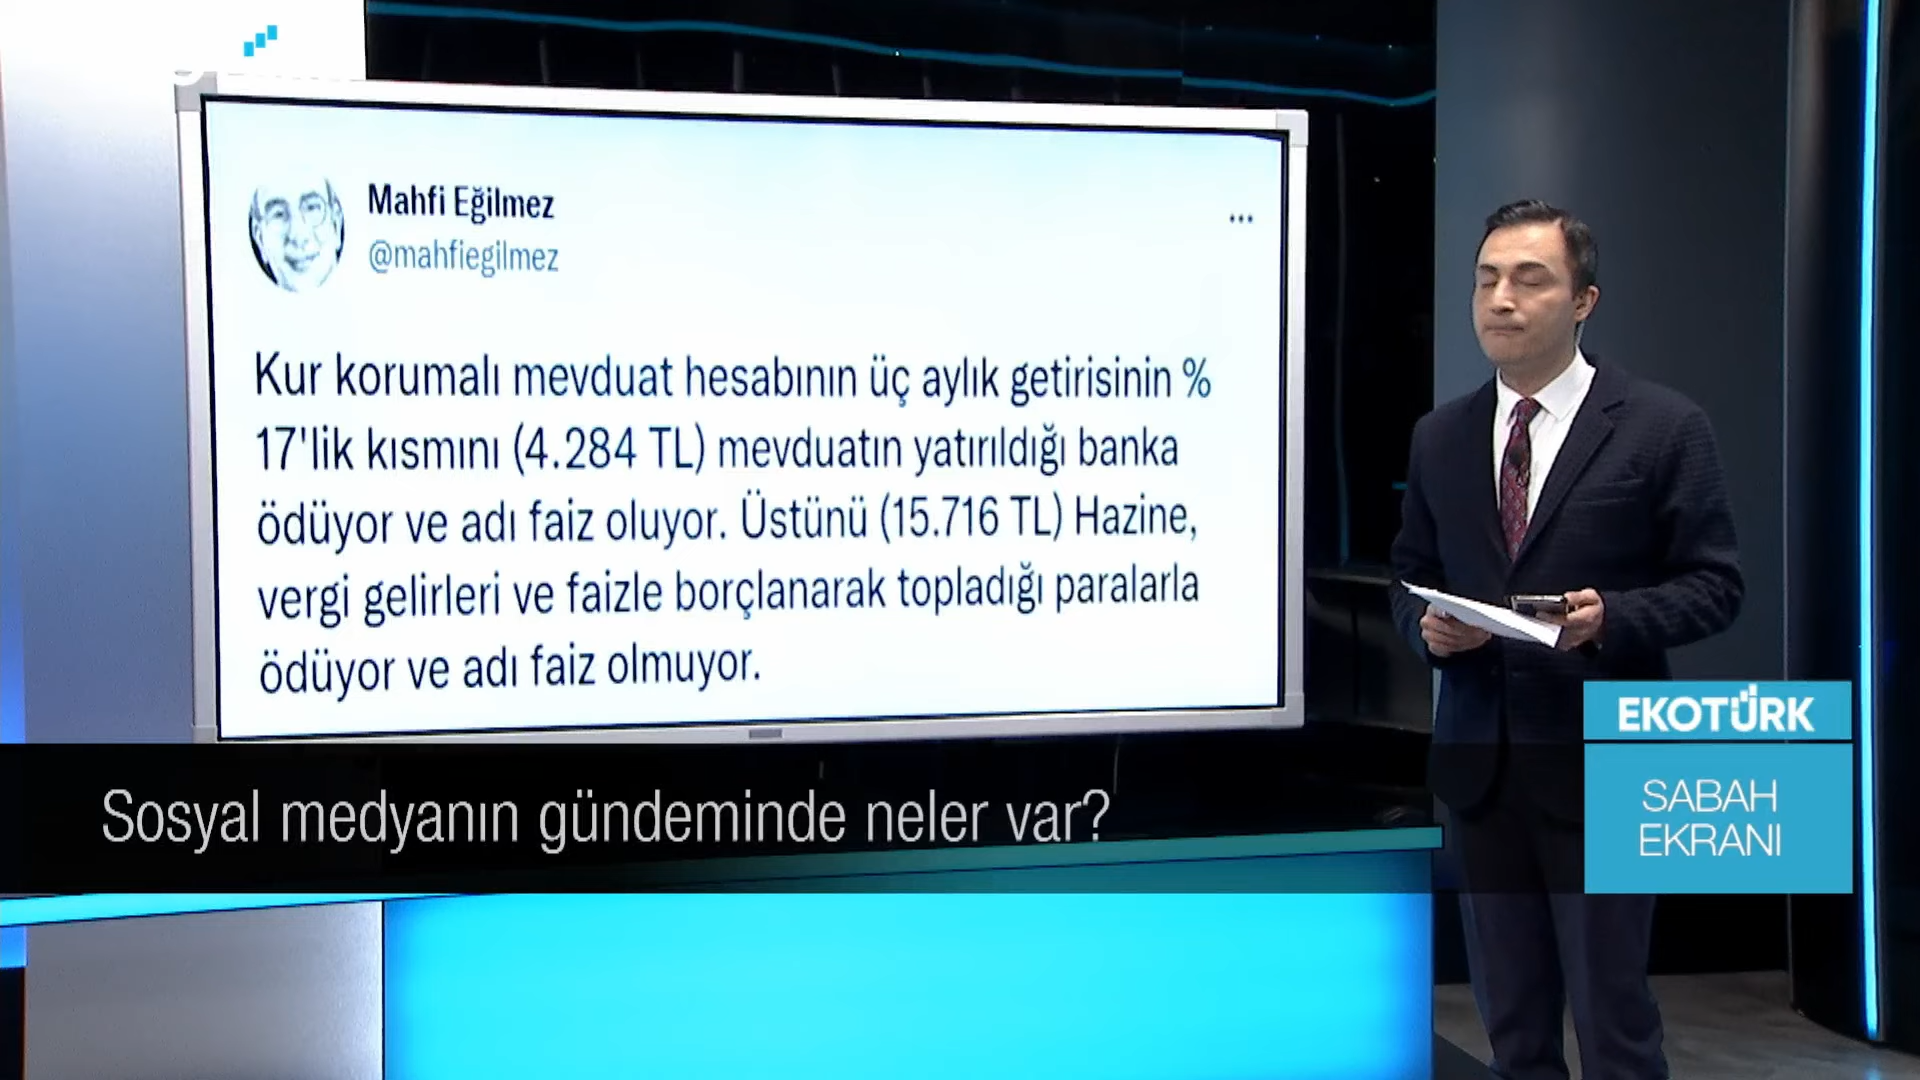 Mahfi Eğilmez
@mahfiegilmez
...
Kur korumalı mevduat hesabının üç aylık getirisinin %
17'lik kısmını (4.284 TL) mevduatın yatırıldığı banka
ödüyor ve adı faiz oluyor. Üstünü (15.716 TL) Hazine,
vergi gelirleri ve faizle borçlanarak topladığı paralarla
ödüyor ve adı faiz olmuyor.
EKOTÜRK
SABAH
EKRANI
Sosyal medyanın gündeminde neler var?